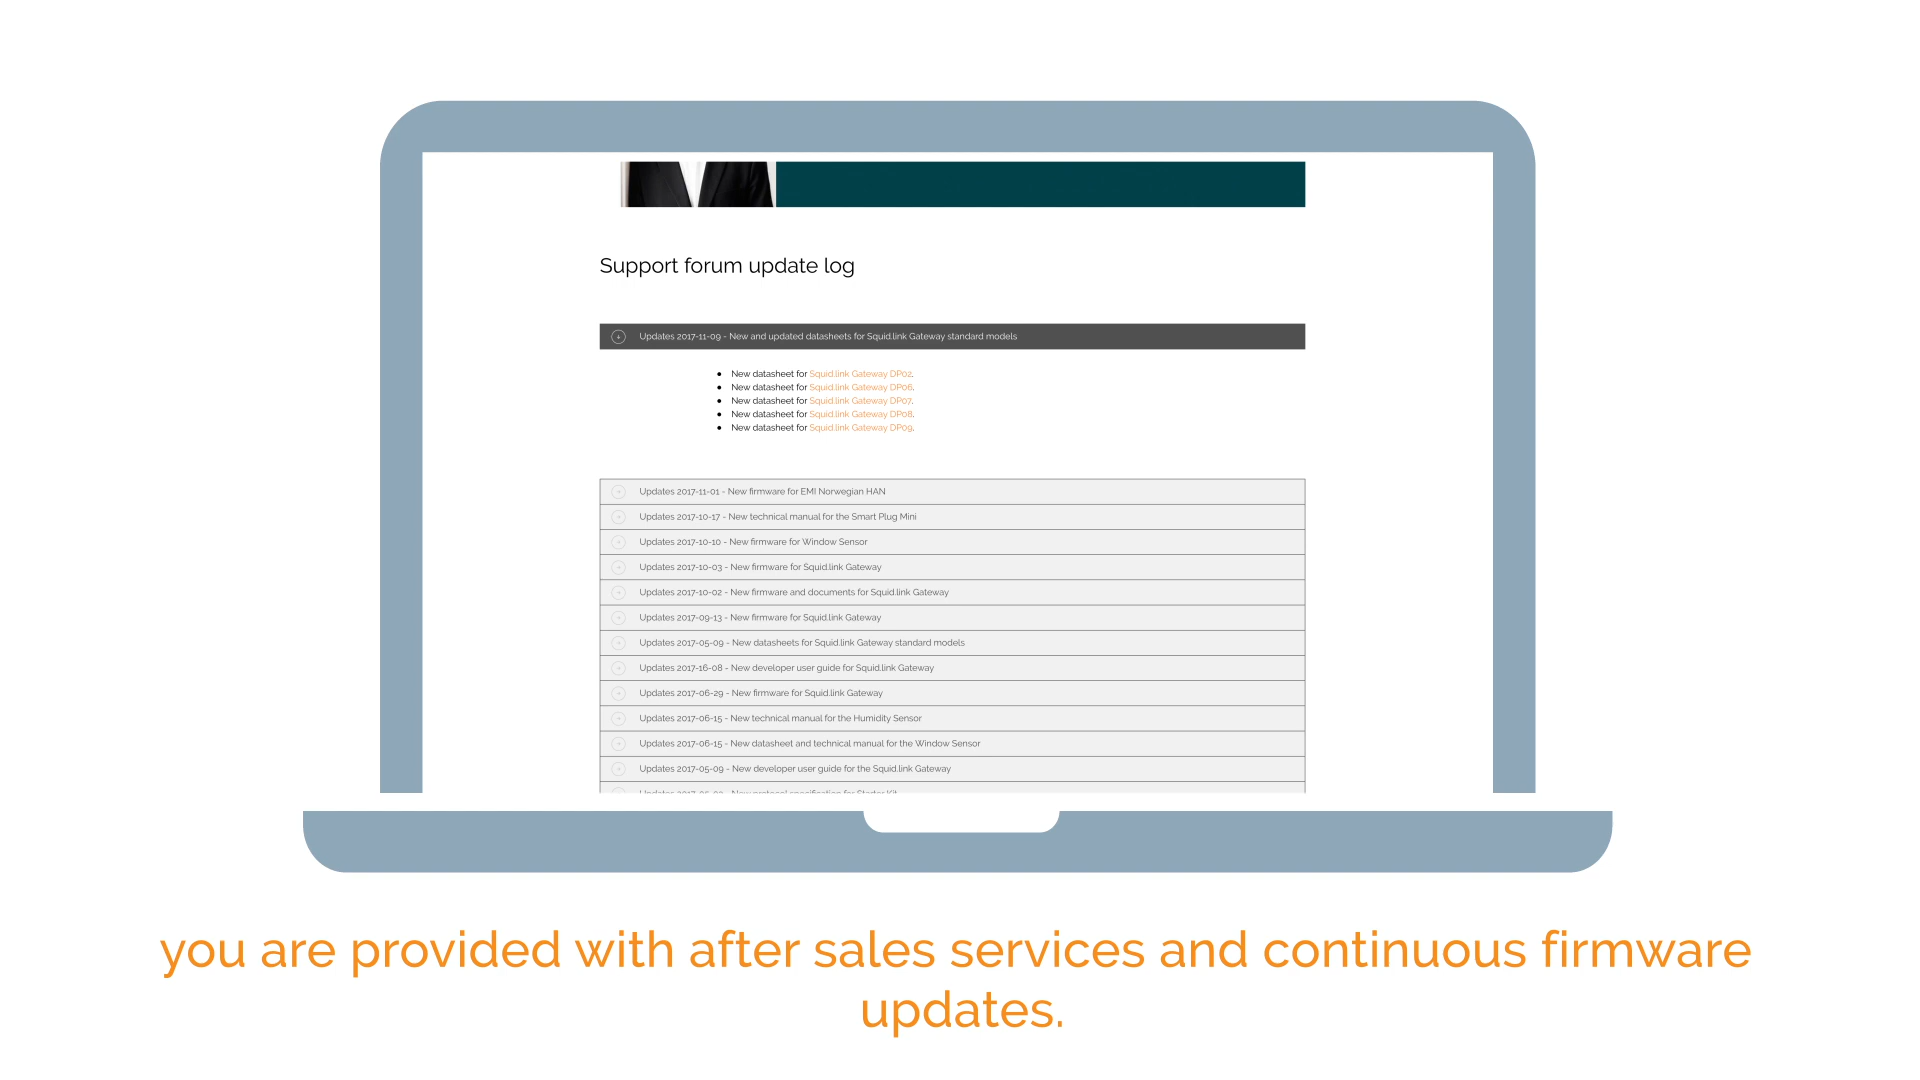 Support forum update log
Updates 2017-11-09 - New and updated datasheets for Squid.link Gateway standard models
• New datasheet for Squid.link Gateway DP02.
• New datasheet for Squid.link Gateway DP06.
• New datasheet for Squid.link Gateway DP07.
• New datasheet for Squid.link Gateway DP08.
• New datasheet for Squid.link Gateway DP09.
Updates 2017-11-01 - New firmware for EMI Norwegian HAN
Updates 2017-10-17 - New technical manual for the Smart Plug Mini
Updates 2017-10-10 - New firmware for Window Sensor
Updates 2017-10-03 - New firmware for Squid.link Gateway
Updates 2017-10-02 - New firmware and documents for Squid.link Gateway
Updates 2017-09-13 - New firmware for Squid.link Gateway
Updates 2017-05-09 - New datasheets for Squid.link Gateway standard models
Updates 2017-16-08 - New developer user guide for Squid.link Gateway
Updates 2017-06-29 - New firmware for Squid.link Gateway
Updates 2017-06-15 - New technical manual for the Humidity Sensor
Updates 2017-06-15 - New datasheet and technical manual for the Window Sensor
Updates 2017-05-09 - New developer user guide for the Squid.link Gateway
you are provided with after sales services and continuous firmware
updates.